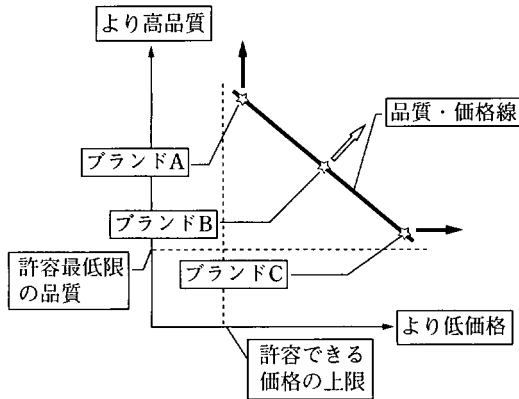 より高品質
品質・価格線
ブランドA
ブランドB
ブランドC
許容最低限
の品質
より低価格
許容できる
価格の上限